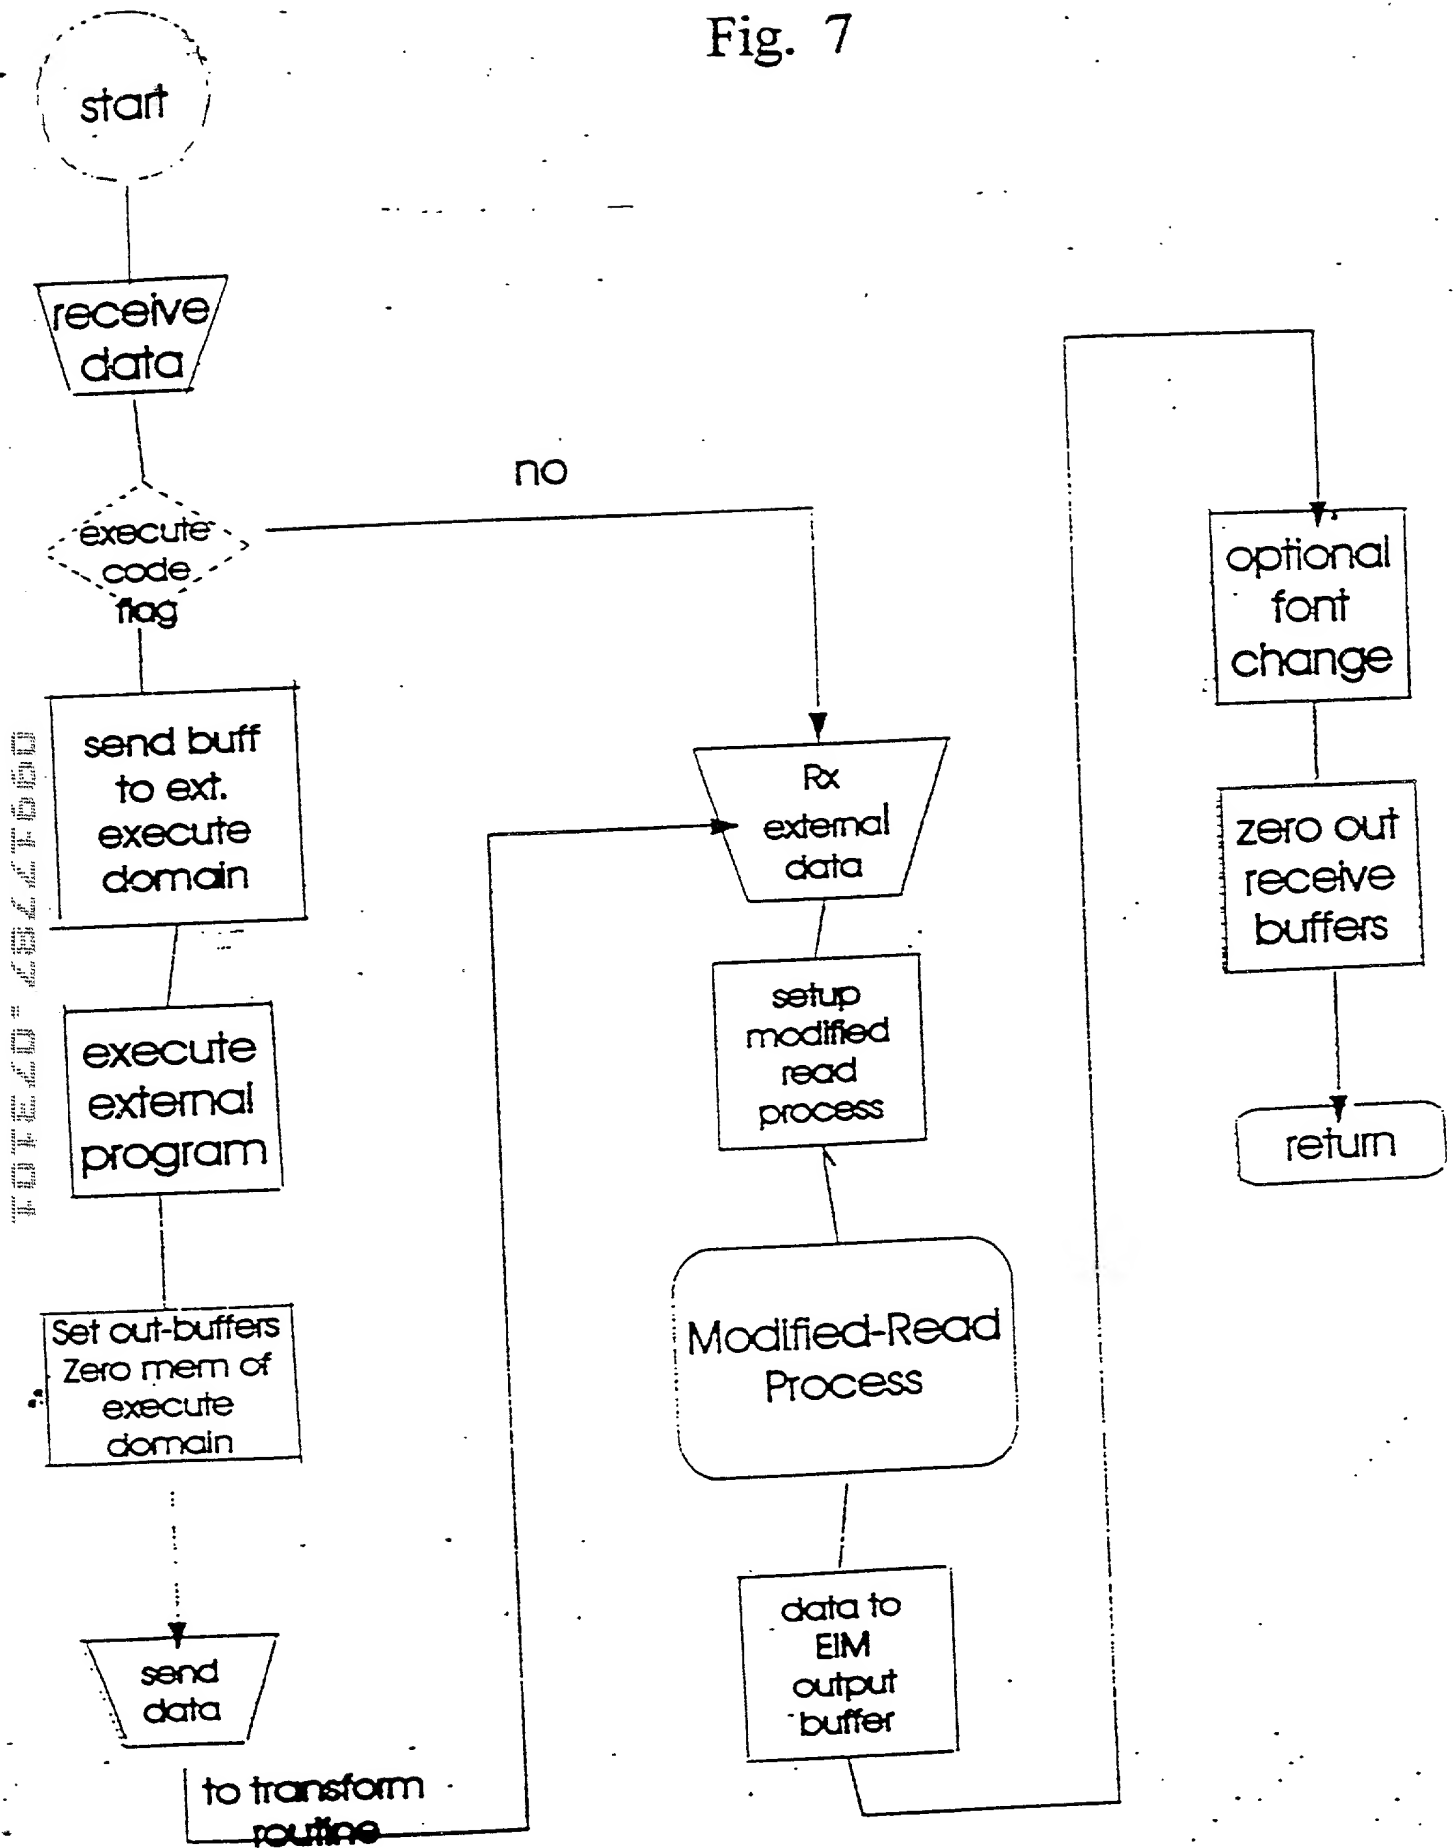 Fig. 7
start
receive
data
execute
code
flag
no
send buff
to ext.
execute
domain
execute
external
program
Set out-buffers
Zero mem of
execute
domain
send
data
to transform
routine
Rx
external
data
setup
modified
read
process
Modified-Read
Process
data to
EIM
output
buffer
optional
font
change
zero out
receive
buffers
return